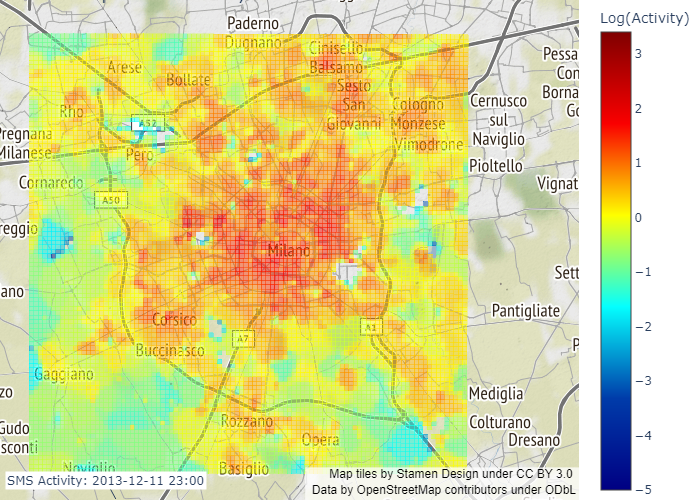 Paderno
Dugnano
Cinisello
Balsamo
Arese
Bollate
Sesto
San
Giovanni
Cologno
Monzese
Rho
A52
Pregnana
Milanese
Pero
Vimodrone
Cernusco
sul
Naviglio
Pioltello
Cornaredo
A50
Milano
Corsico
A7
A1
Buccinasco
Gaggiano
Pantigliate
Mediglia
Colturano
Dresano
Rozzano
Opera
Noviglio
Basiglio
Pessa
Con
Borna
Go
Vignat
Sett
P
reggio
ano
zo
Gudo
sconti
SMS Activity: 2013-12-11 23:00
Map tiles by Stamen Design under CC BY 3.0
Data by OpenStreetMap contributors under ODbL
Log(Activity)
3
2
1
0
−1
−2
−3
−4
−5